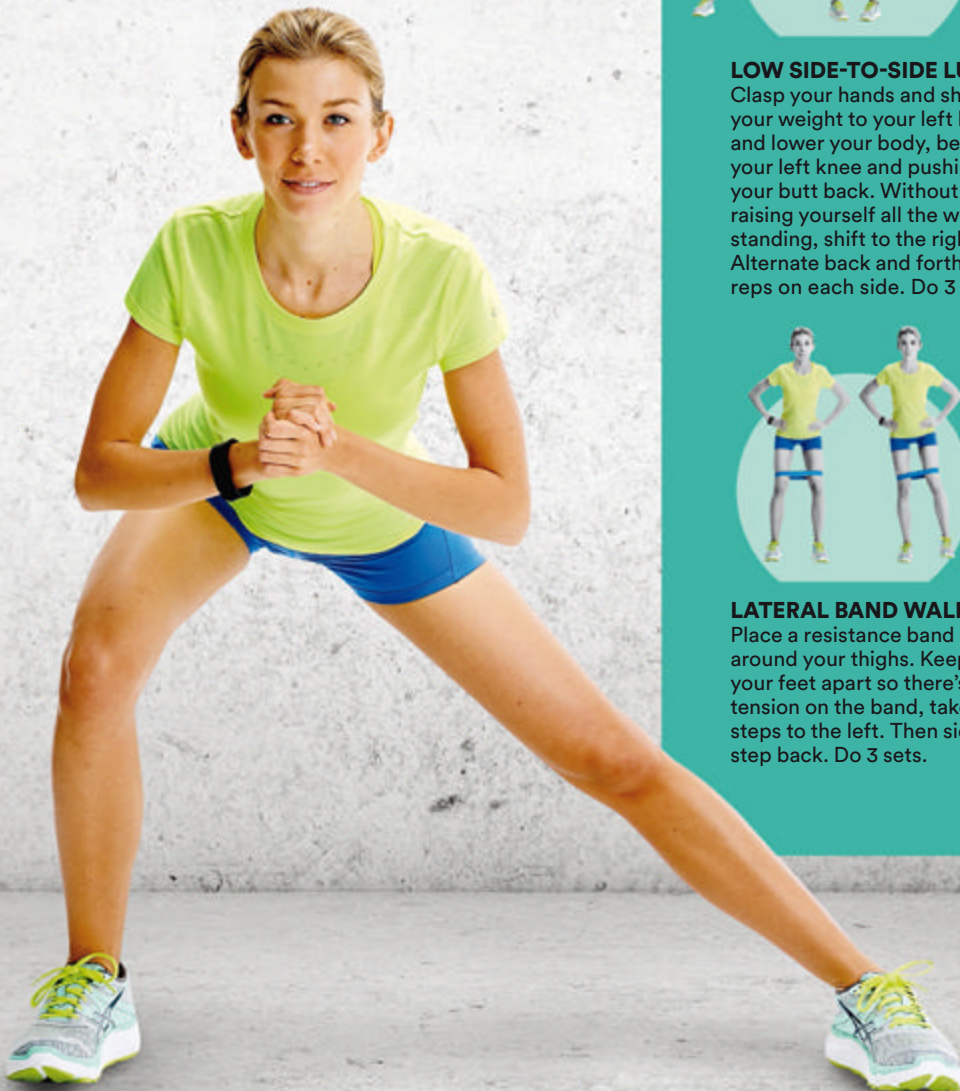 LOW SIDE-TO-SIDE
Clasp your hands and
your weight to your left
and lower your body,
your left knee and
your butt back. Without
raising yourself all the
standing, shift to the
Alternate back and forth
reps on each side. Do 3
LATERAL BAND
Place a resistance band
around your thighs. Keep
your feet apart so there's
tension on the band,
steps to the left. Then
step back. Do 3 sets.